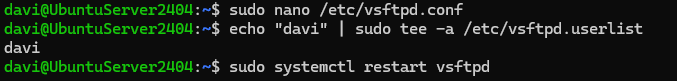 davi@UbuntuServer2404:~$ sudo nano /etc/vsftpd.conf
davi@UbuntuServer2404:~$ echo "davi" | sudo tee -a /etc/vsftpd.userlist
davi
davi@UbuntuServer2404:~$ sudo systemctl restart vsftpd